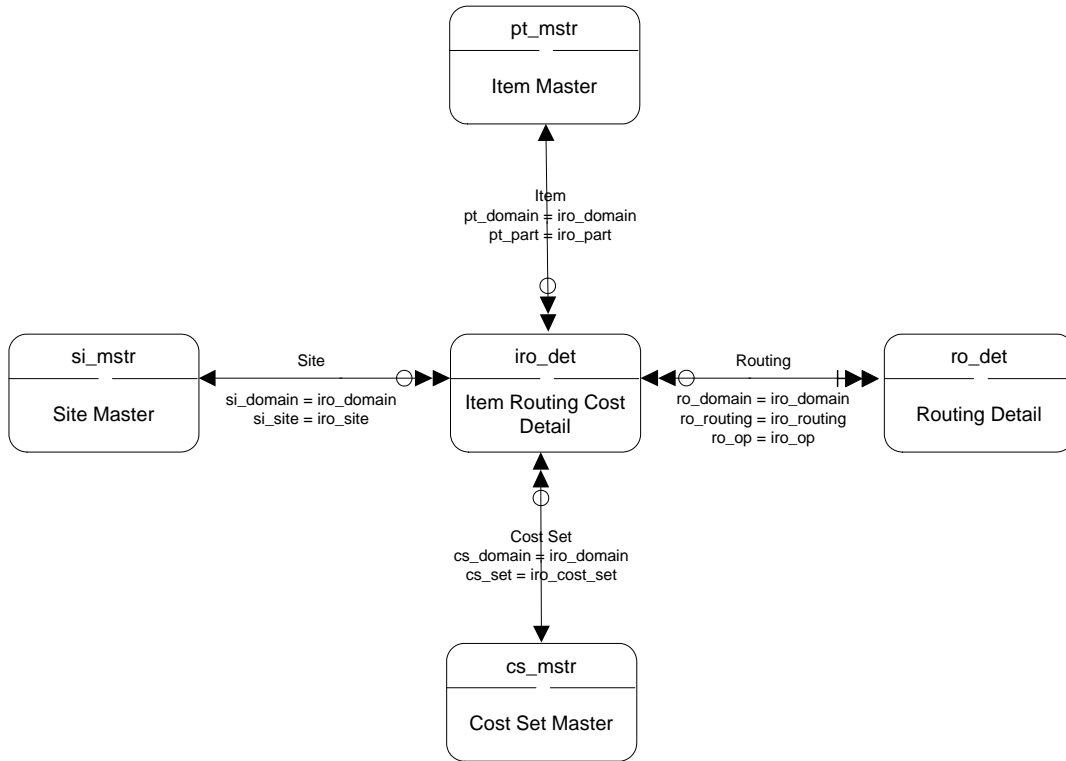 pt_mstr
Item Master
Item
pt_domain = iro_domain
pt_part = iro_part
si_mstr
Site Master
Site
si_domain = iro_domain
si_site = iro_site
iro_det
Item Routing Cost
Detail
Routing
ro_domain = iro_domain
ro_routing = iro_routing
ro_op = iro_op
ro_det
Routing Detail
Cost Set
cs_domain = iro_domain
cs_set = iro_cost_set
cs_mstr
Cost Set Master